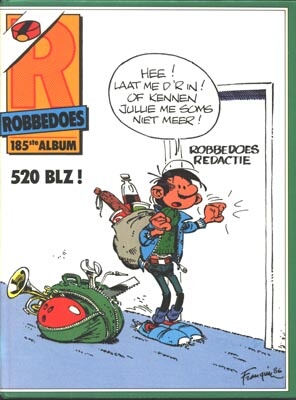 R
ROBBEDOES
185ste ALBUM
520 BLZ!
HEE!
LAAT ME D'R IN!
OF KENNEN
JULLIE ME SOMS
NIET MEER!
ROBBEDOES
REDACTIE
Franquin 86